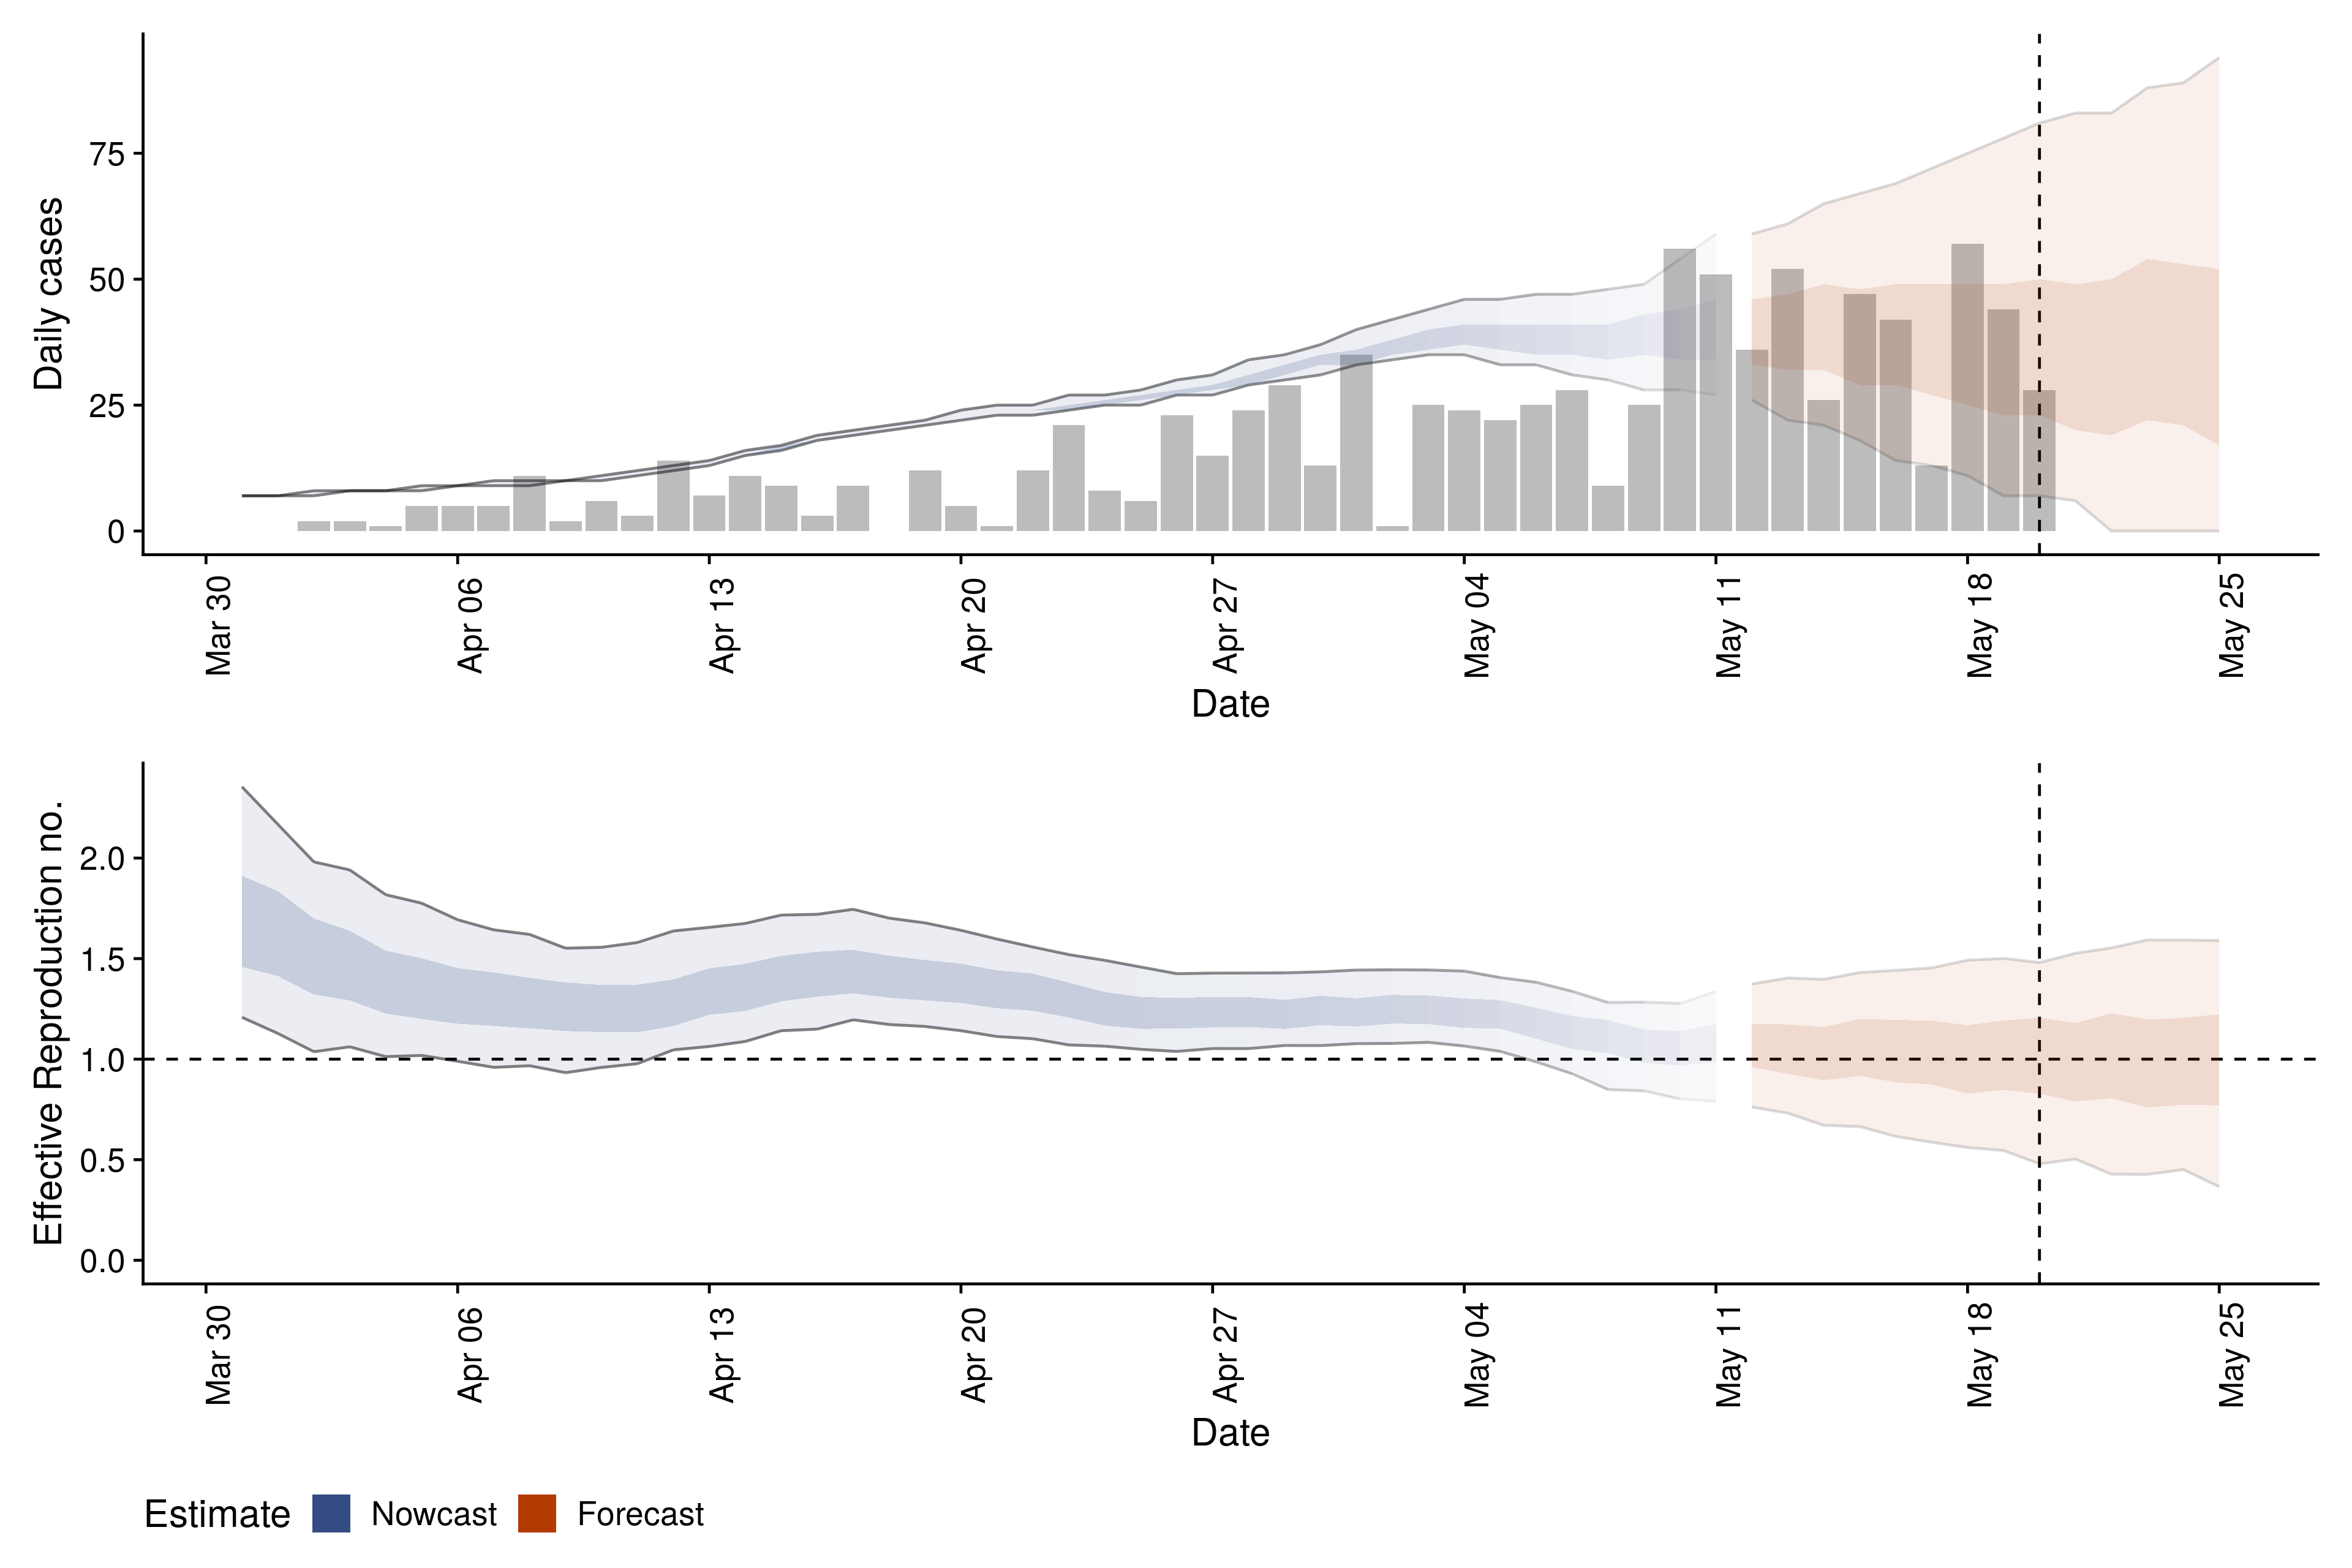 Daily cases
75
50
25
0
Mar 30
Apr 06
Apr 13
Apr 20
Apr 27
May 04
May 11
May 18
May 25
Date
Effective Reproduction no.
2.0
1.5
1.0
0.5
0.0
Mar 30
Apr 06
Apr 13
Apr 20
Apr 27
May 04
May 11
May 18
May 25
Date
Estimate Nowcast Forecast